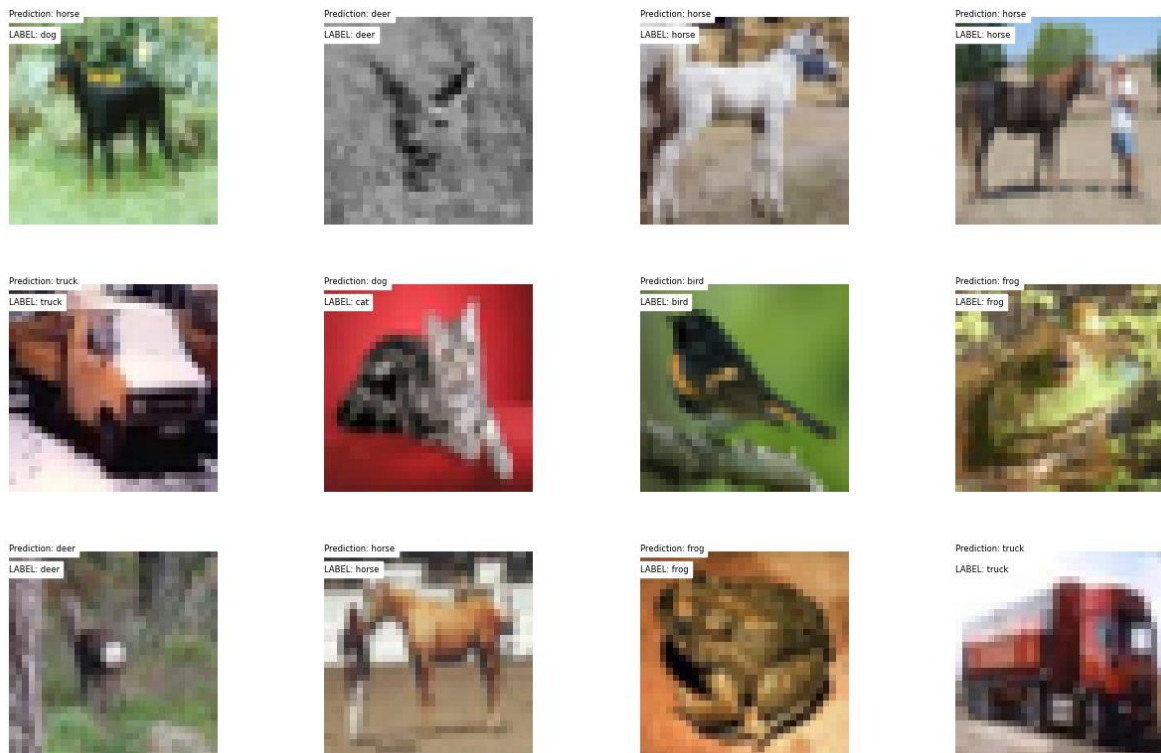 Prediction: horse
LABEL: dog
Prediction: deer
LABEL: deer
Prediction: horse
LABEL: horse
Prediction: horse
LABEL: horse
Prediction: truck
LABEL: truck
Prediction: dog
LABEL: cat
Prediction: bird
LABEL: bird
Prediction: frog
LABEL: frog
Prediction: deer
LABEL: deer
Prediction: horse
LABEL: horse
Prediction: frog
LABEL: frog
Prediction: truck
LABEL: truck